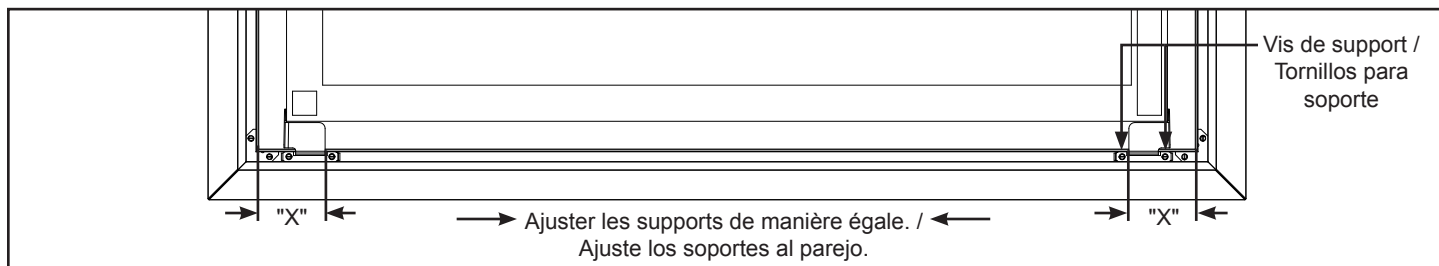 Vis de support /
Tornillos para
soporte
"X"
Ajuster les supports de manière égale. /
Ajuste los soportes al parejo.
"X"